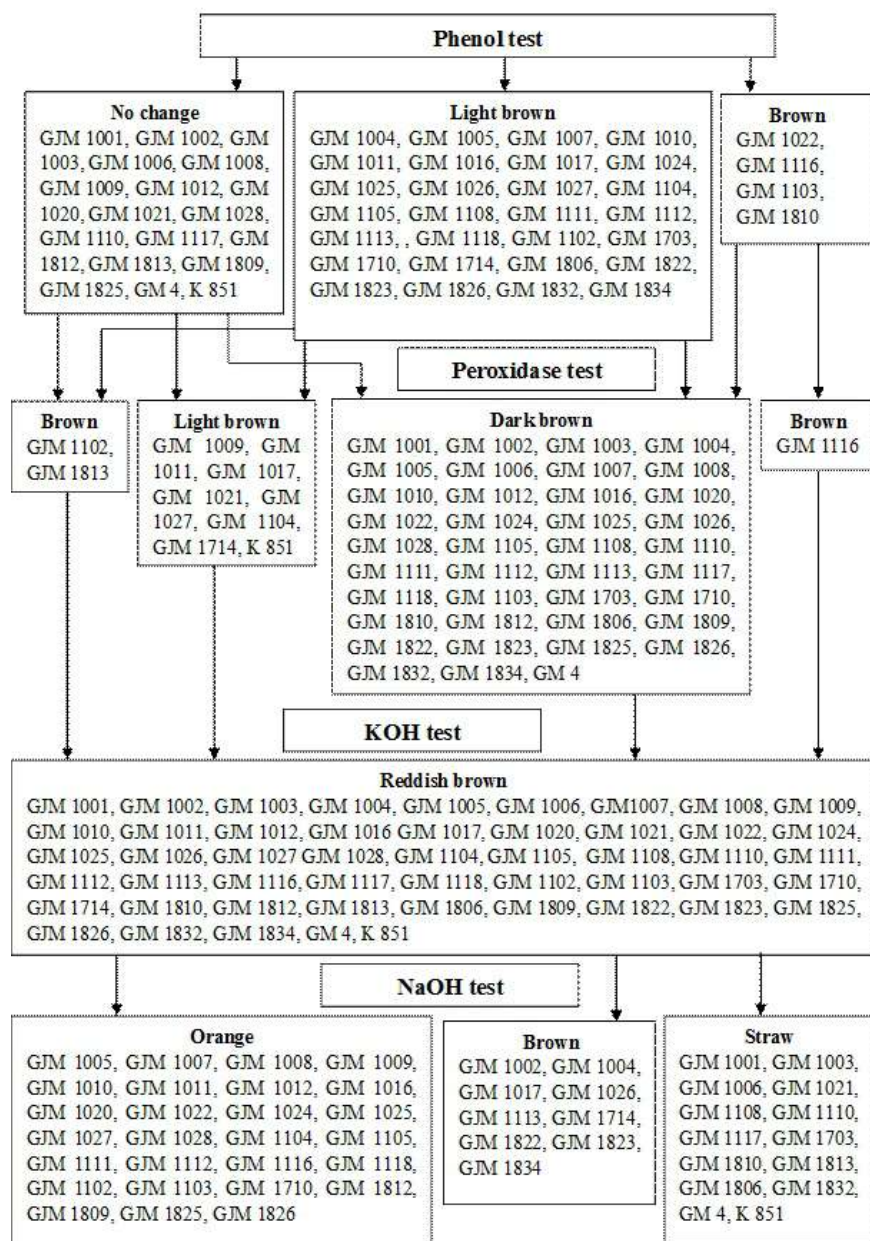 Phenol test
No change
GJM 1001, GJM 1002, GJM
1003, GJM 1006, GJM 1008,
GJM 1009, GJM 1012, GJM
1020, GJM 1021, GJM 1028,
GJM 1110, GJM 1117, GJM
1812, GJM 1813, GJM 1809,
GJM 1825, GM 4, K 851
Light brown
GJM 1004, GJM 1005, GJM 1007, GJM 1010,
GJM 1011, GJM 1016, GJM 1017, GJM 1024,
GJM 1025, GJM 1026, GJM 1027, GJM 1104,
GJM 1105, GJM 1108, GJM 1111, GJM 1112,
GJM 1113, , GJM 1118, GJM 1102, GJM 1703,
GJM 1710, GJM 1714, GJM 1806, GJM 1822,
GJM 1823, GJM 1826, GJM 1832, GJM 1834
Brown
GJM 1022,
GJM 1116,
GJM 1103,
GJM 1810
Peroxidase test
Brown
GJM 1102,
GJM 1813
Light brown
GJM 1009, GJM
1011, GJM 1017,
GJM 1021, GJM
1027, GJM 1104,
GJM 1714, K 851
Dark brown
GJM 1001, GJM 1002, GJM 1003, GJM 1004,
GJM 1005, GJM 1006, GJM 1007, GJM 1008,
GJM 1010, GJM 1012, GJM 1016, GJM 1020,
GJM 1022, GJM 1024, GJM 1025, GJM 1026,
GJM 1028, GJM 1105, GJM 1108, GJM 1110,
GJM 1111, GJM 1112, GJM 1113, GJM 1117,
GJM 1118, GJM 1103, GJM 1703, GJM 1710,
GJM 1810, GJM 1812, GJM 1806, GJM 1809,
GJM 1822, GJM 1823, GJM 1825, GJM 1826,
GJM 1832, GJM 1834, GM 4
Brown
GJM 1116
KOH test
Reddish brown
GJM 1001, GJM 1002, GJM 1003, GJM 1004, GJM 1005, GJM 1006, GJM1007, GJM 1008, GJM 1009,
GJM 1010, GJM 1011, GJM 1012, GJM 1016 GJM 1017, GJM 1020, GJM 1021, GJM 1022, GJM 1024,
GJM 1025, GJM 1026, GJM 1027 GJM 1028, GJM 1104, GJM 1105, GJM 1108, GJM 1110, GJM 1111,
GJM 1112, GJM 1113, GJM 1116, GJM 1117, GJM 1118, GJM 1102, GJM 1103, GJM 1703, GJM 1710,
GJM 1714, GJM 1810, GJM 1812, GJM 1813, GJM 1806, GJM 1809, GJM 1822, GJM 1823, GJM 1825,
GJM 1826, GJM 1832, GJM 1834, GM 4, K 851
NaOH test
Orange
GJM 1005, GJM 1007, GJM 1008, GJM 1009,
GJM 1010, GJM 1011, GJM 1012, GJM 1016,
GJM 1020, GJM 1022, GJM 1024, GJM 1025,
GJM 1027, GJM 1028, GJM 1104, GJM 1105,
GJM 1111, GJM 1112, GJM 1116, GJM 1118,
GJM 1102, GJM 1103, GJM 1710, GJM 1812,
GJM 1809, GJM 1825, GJM 1826
Brown
GJM 1002, GJM 1004,
GJM 1017, GJM 1026,
GJM 1113, GJM 1714,
GJM 1822, GJM 1823,
GJM 1834
Straw
GJM 1001, GJM 1003,
GJM 1006, GJM 1021,
GJM 1108, GJM 1110,
GJM 1117, GJM 1703,
GJM 1810, GJM 1813,
GJM 1806, GJM 1832,
GM 4, K 851